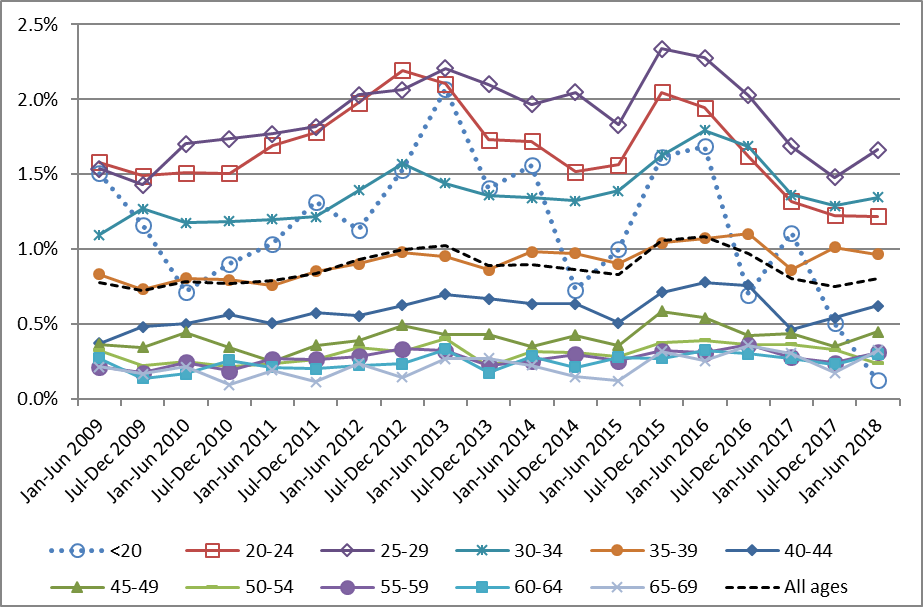 2.5%
2.0%
1.5%
1.0%
0.5%
0.0%
Jan-Jun 2009
Jul-Dec 2009
Jan-Jun 2010
Jul-Dec 2010
Jan-Jun 2011
Jul-Dec 2011
Jan-Jun 2012
Jul-Dec 2012
Jan-Jun 2013
Jul-Dec 2013
Jan-Jun 2014
Jul-Dec 2014
Jan-Jun 2015
Jul-Dec 2015
Jan-Jun 2016
Jul-Dec 2016
Jan-Jun 2017
Jul-Dec 2017
Jan-Jun 2018
<20 20-24 25-29 30-34 35-39 40-44
45-49 50-54 55-59 60-64 65-69 All ages